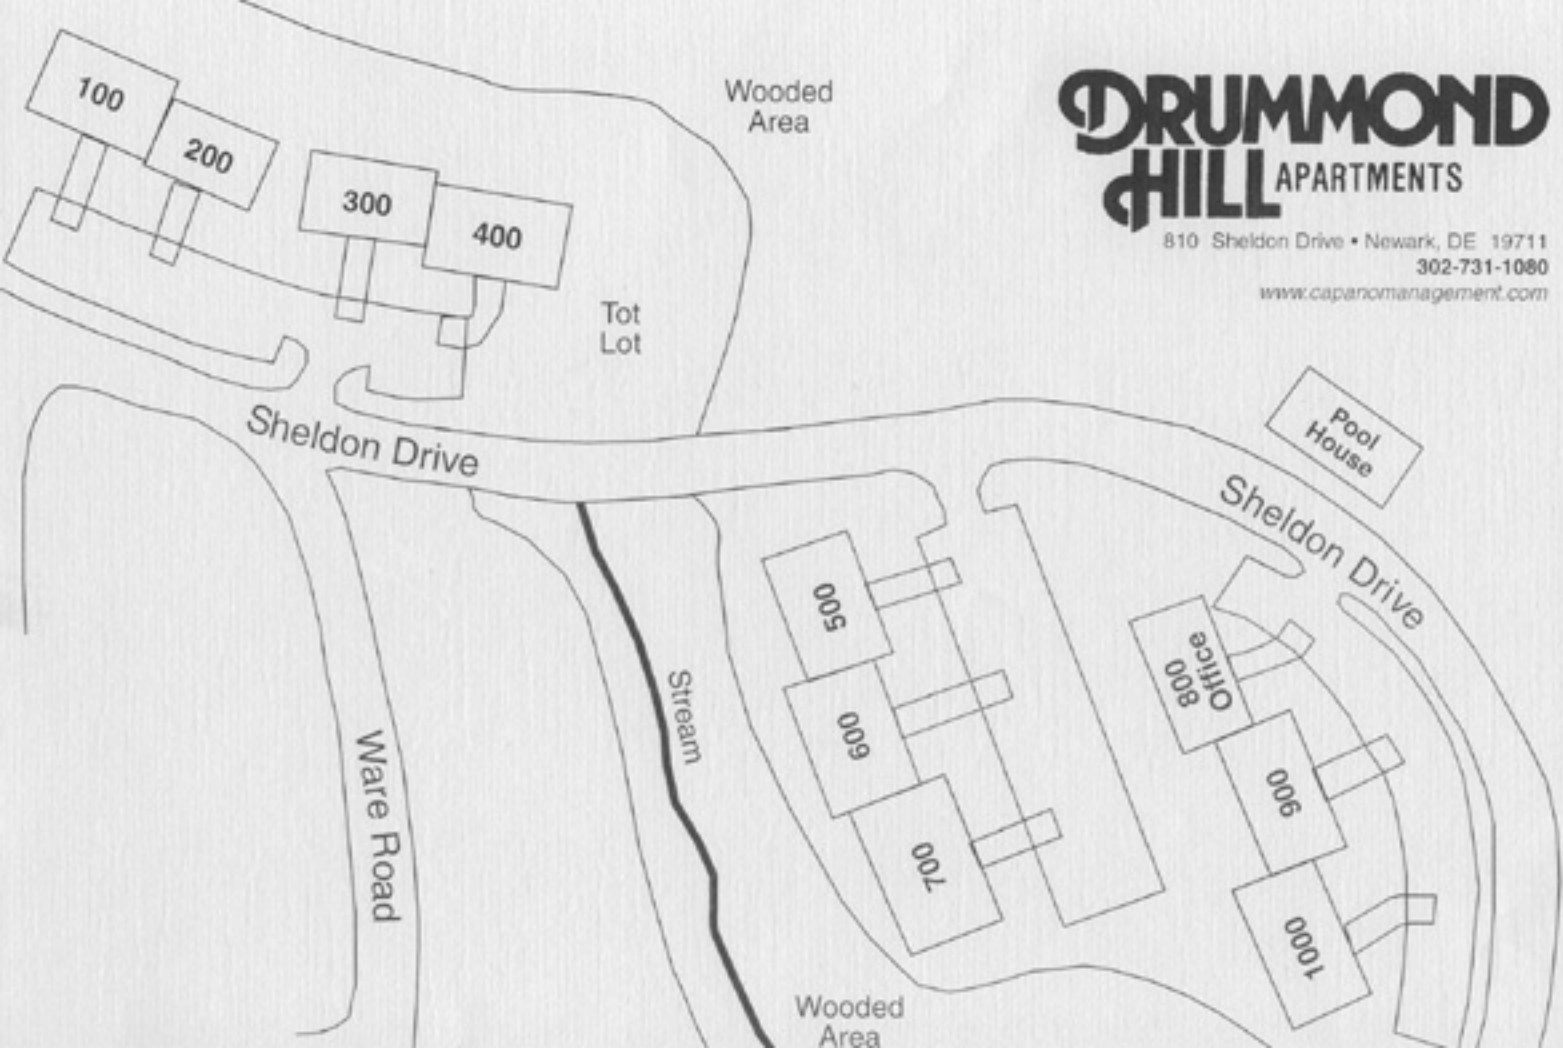 DRUMMOND
HILL APARTMENTS
810 Sheldon Drive • Newark, DE 19711
302-731-1080
www.capanomanagement.com
Wooded
Area
100
200
300
400
Tot
Lot
Sheldon Drive
Pool
House
Sheldon Drive
500
600
700
800
Office
900
1000
Stream
Ware Road
Wooded
Area